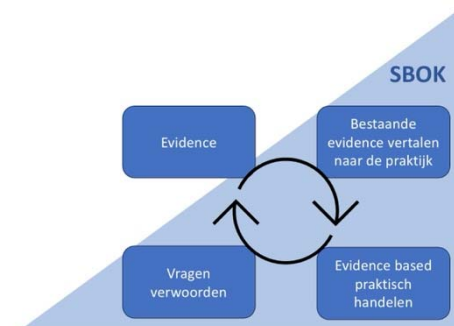 SBOK
Evidence
Bestaande
evidence vertalen
naar de praktijk
Vragen
verwoorden
Evidence based
praktisch
handelen